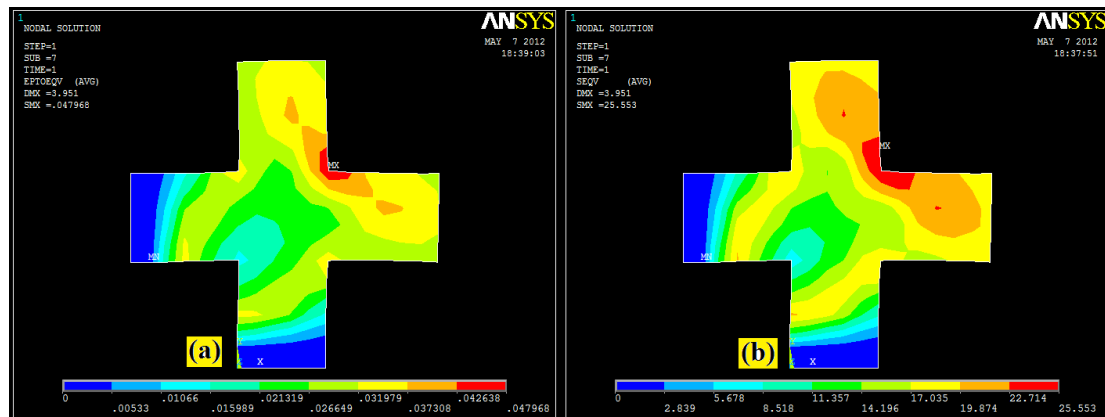 1
ANSYS
NODAL SOLUTION
MAY 7 2012
18:39:03
STEP=1
SUB =7
TIME=1
EPTOEQV (AVG)
DMX =3.951
SMX =.047968
MX
MN
(a)
Y
X
0 .01066 .021319 .031979 .042638
.00533 .015989 .026649 .037308 .047968
1
ANSYS
NODAL SOLUTION
MAY 7 2012
18:37:51
STEP=1
SUB =7
TIME=1
SEQV (AVG)
DMX =3.951
SMX =25.553
MX
MN
(b)
Y
X
0 5.678 11.357 17.035 22.714
2.839 8.518 14.196 19.874 25.553